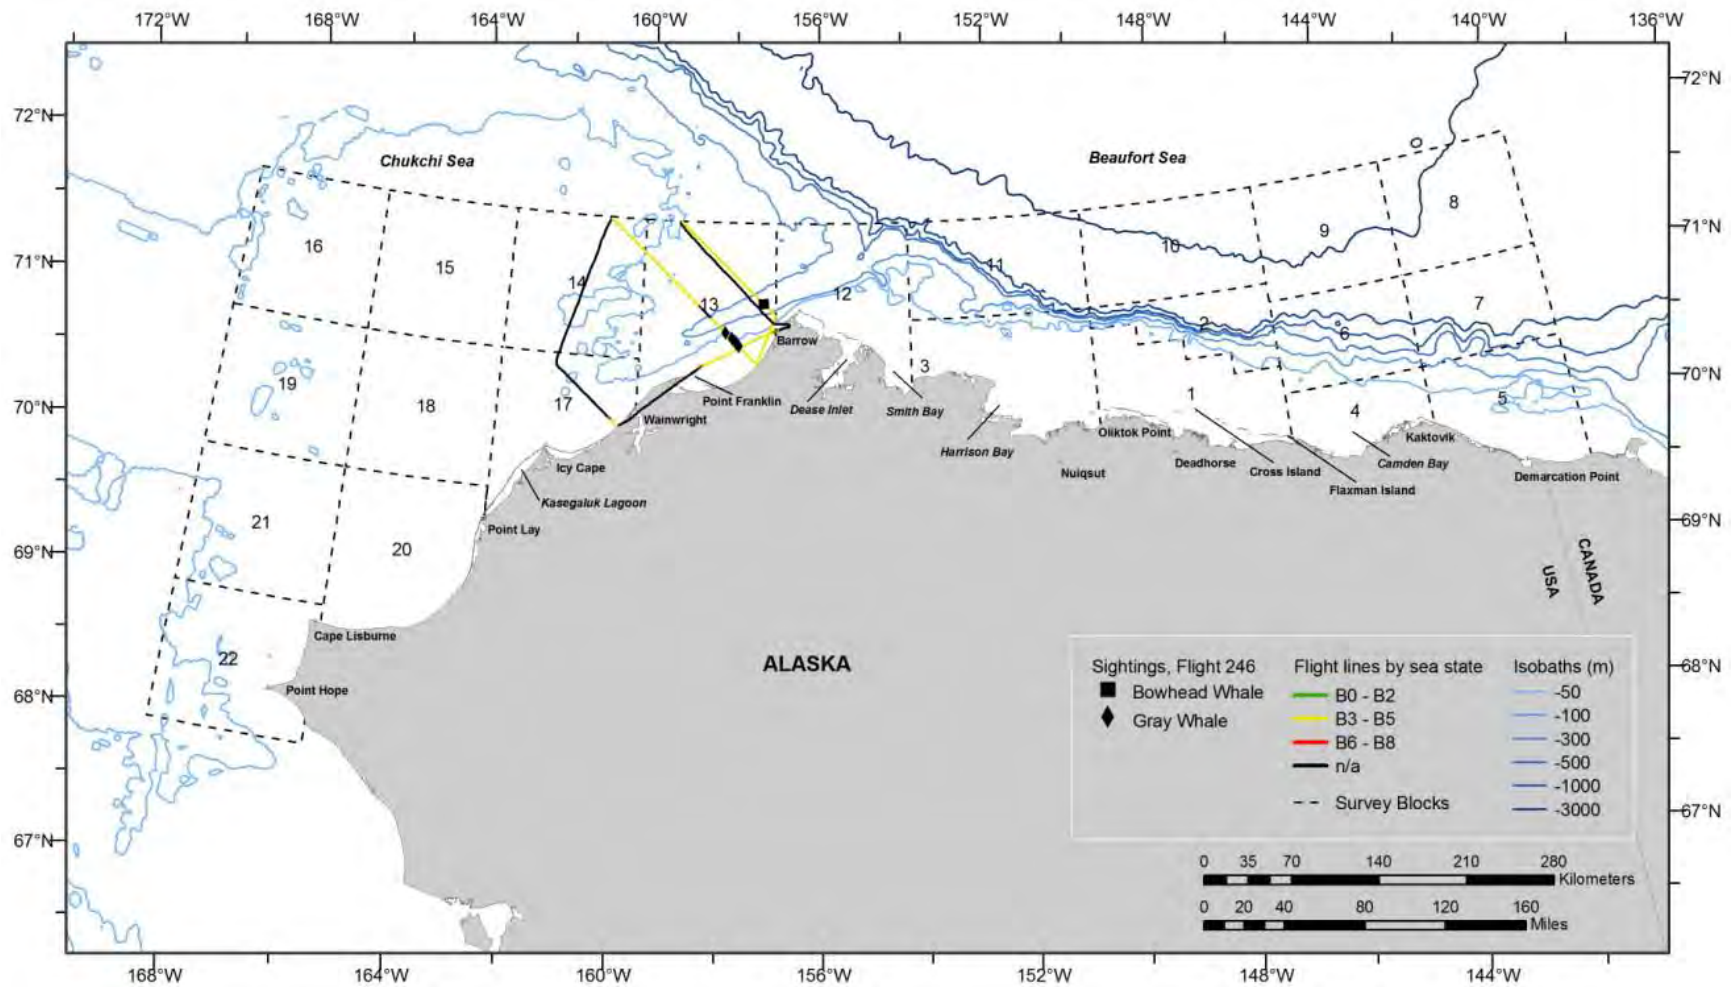 172°W 168°W 164°W 160°W 156°W 152°W 148°W 144°W 140°W 136°W
72°N 72°N
Chukchi Sea Beaufort Sea
8
9
16 10
71°N 15 11 71°N
14 12
13 7
2 6
Barrow
19 3 70°N
18 17 Point Franklin Dease Inlet Smith Bay 1 4 5
70°N Wainwright
Oliktok Point Kaktovik
Harrison Bay
Icy Cape Nuiqsut Deadhorse Cross Island Camden Bay Demarcation Point
Flaxman Island
Kasegaluk Lagoon
21 Point Lay 69°N
69°N 20
USA CANADA
Cape Lisburne
22 ALASKA
68°N Point Hope 68°N
67°N 67°N
Sightings, Flight 246
Bowhead Whale
Gray Whale
Flight lines by sea state
B0 - B2
B3 - B5
B6 - B8
n/a
Survey Blocks
Isobaths (m)
-50
-100
-300
-500
-1000
-3000
0 35 70 140 210 280
Kilometers
0 20 40 80 120 160
Miles
168°W 164°W 160°W 156°W 152°W 148°W 144°W